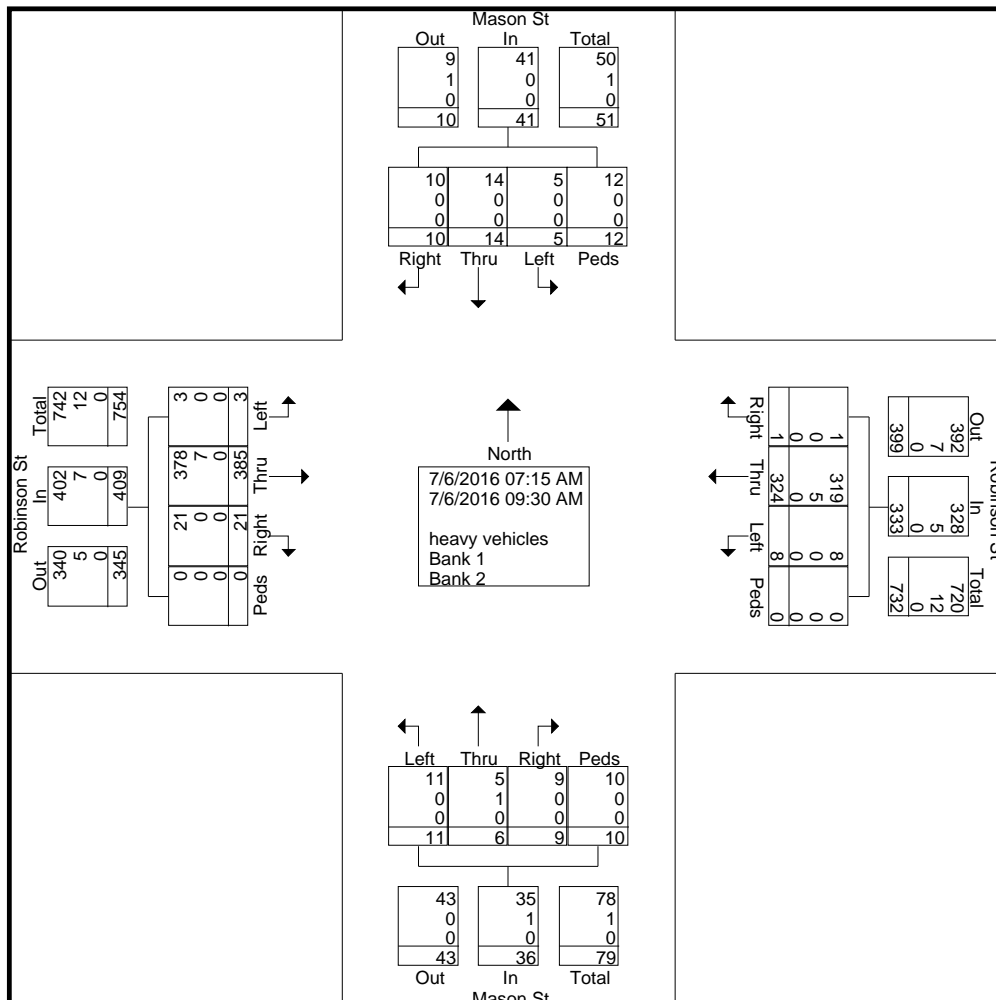 Mason St
Out In Total
9 41 50
1 0 1
0 0 0
10 41 51
10 14 5 12
0 0 0 0
0 0 0 0
10 14 5 12
Right Thru Left Peds
Robinson St
Total In Out
742 402 340
12 7 5
0 0 0
754 409 345
3 378 21 0
0 7 0 0
0 0 0 0
3 385 21 0
Left Thru Right Peds
North
7/6/2016 07:15 AM
7/6/2016 09:30 AM
heavy vehicles
Bank 1
Bank 2
Right Thru Left Peds
1 319 8 0
0 5 0 0
0 0 0 0
1 324 8 0
Out In Total
392 328 720
7 5 12
0 0 0
399 333 732
Robinson St
Left Thru Right Peds
11 5 9 10
0 1 0 0
0 0 0 0
11 6 9 10
43 35 78
0 1 1
0 0 0
43 36 79
Out In Total
Mason St